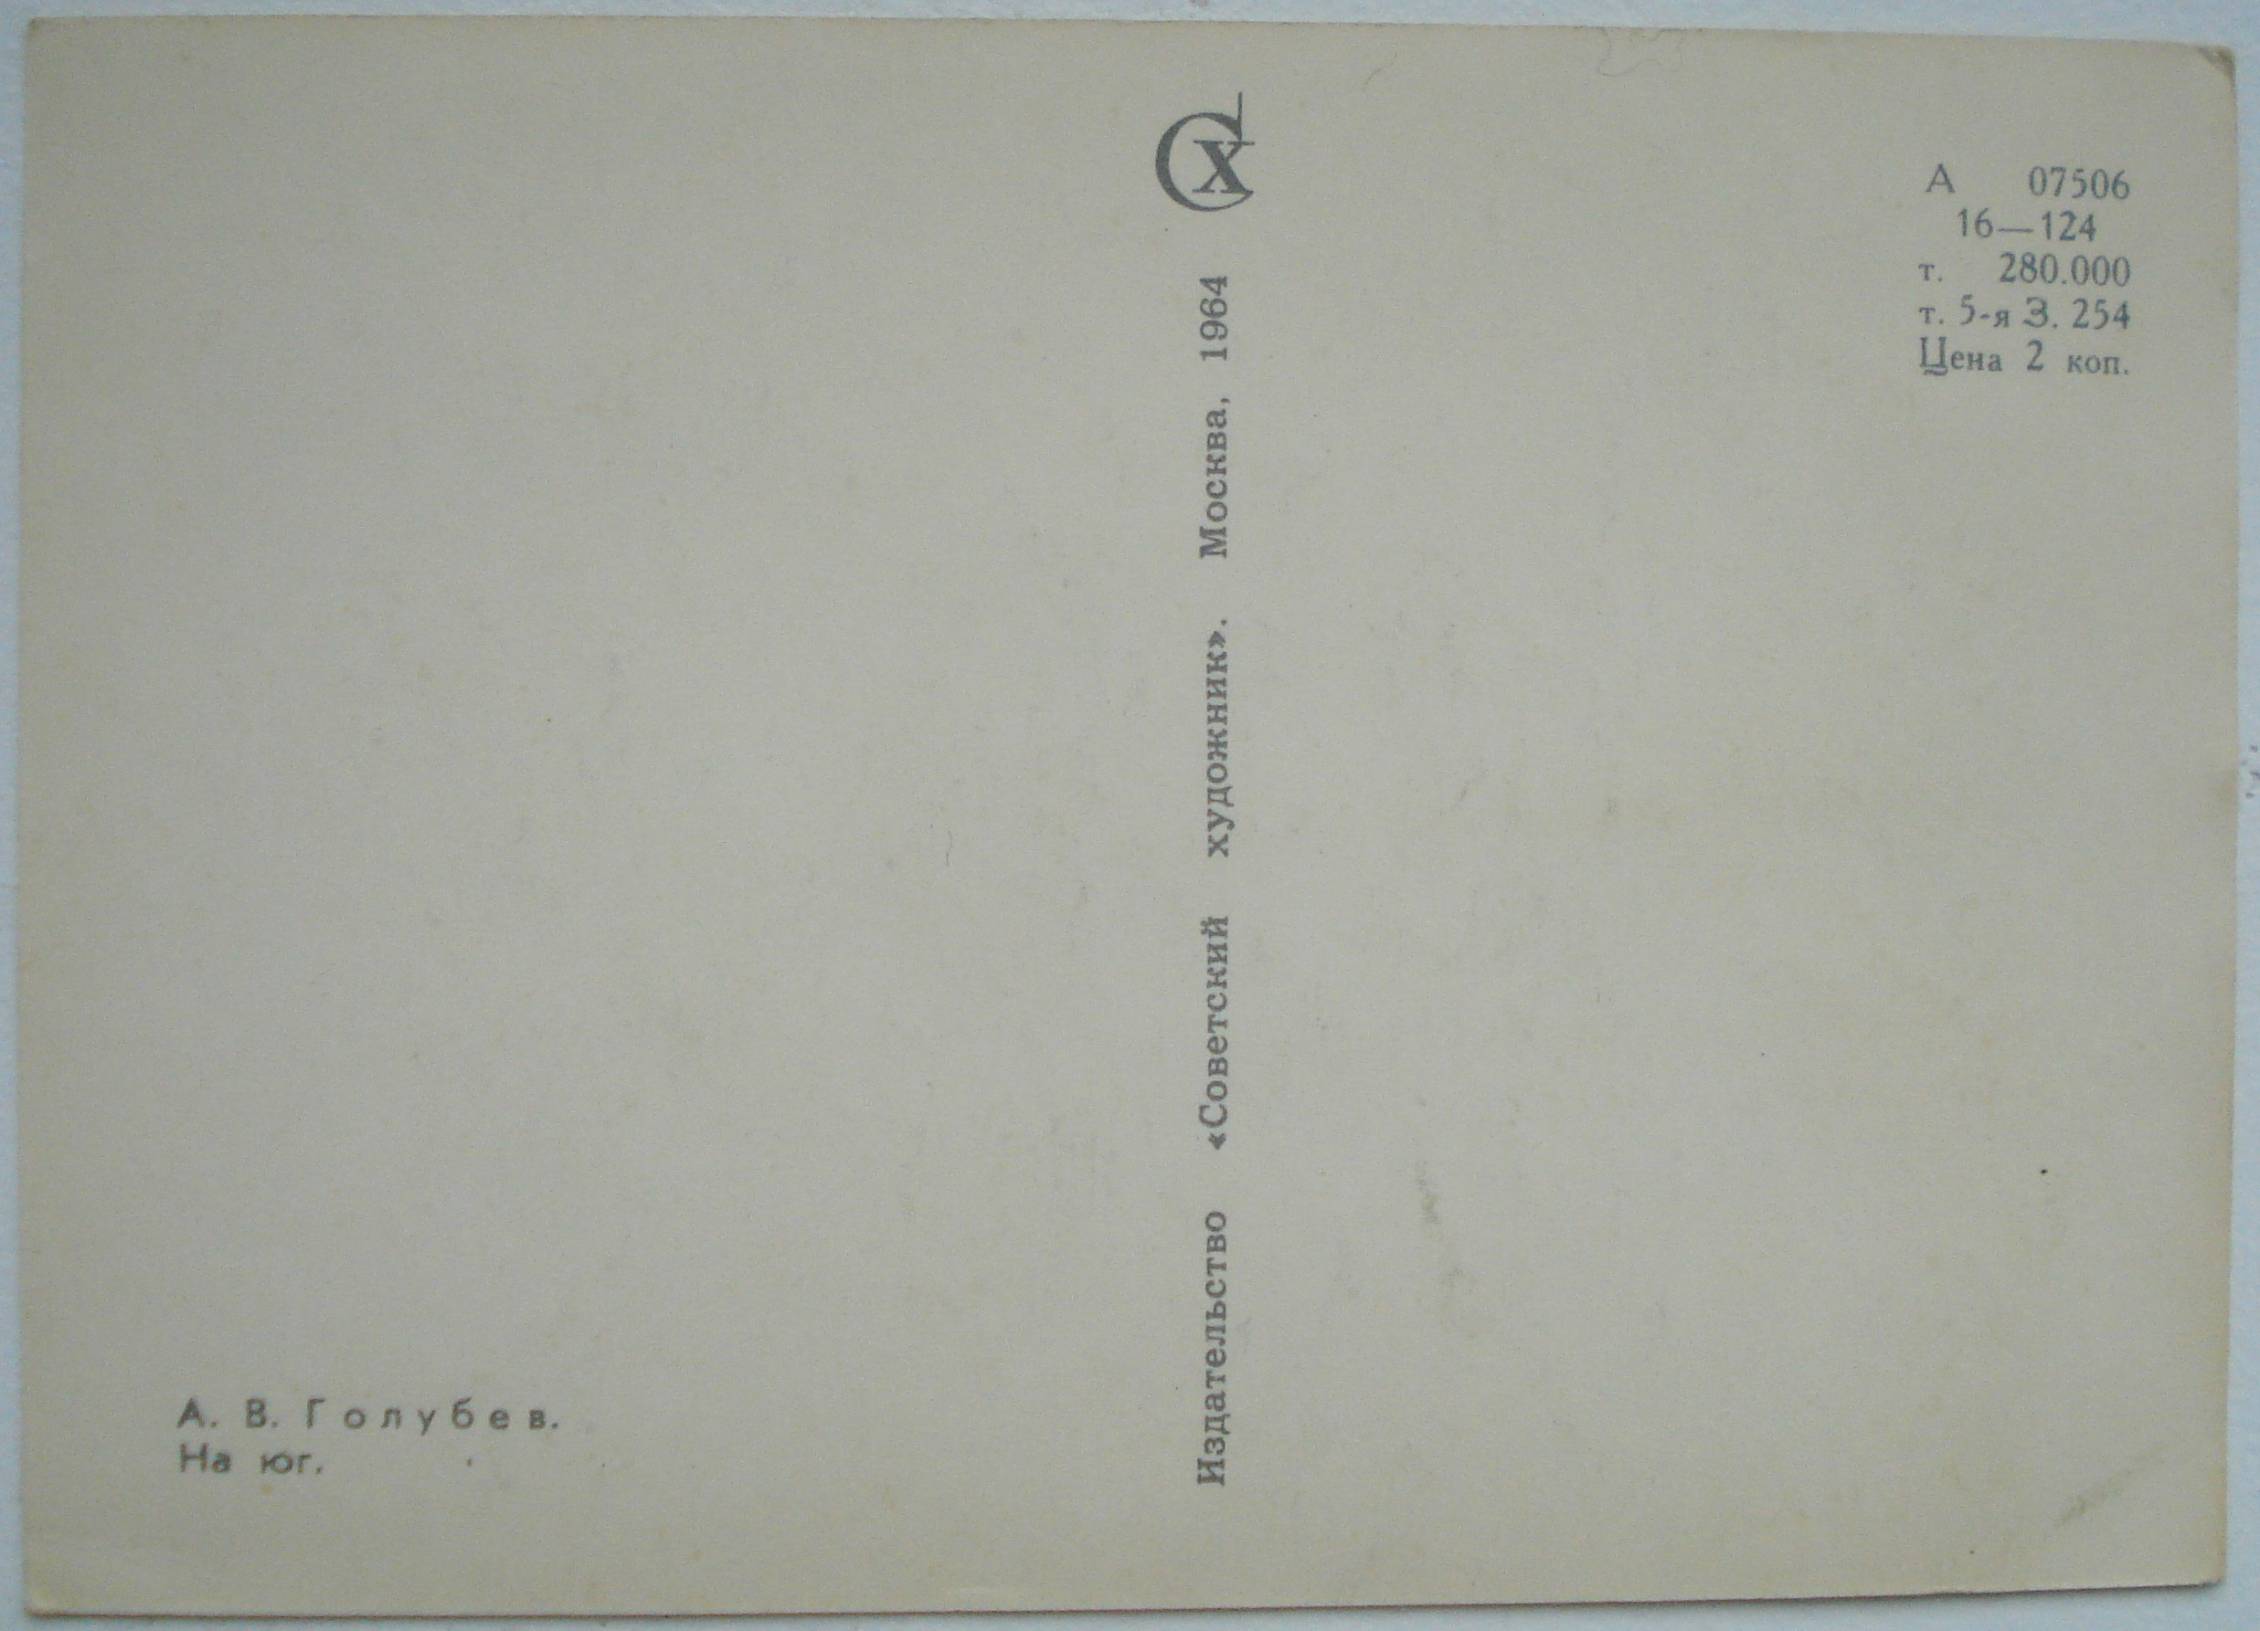 СХ
А 07506
16—124
т. 280.000
т. 5-я З. 254
Цена 2 коп.
Издательство «Советский художник». Москва, 1964
А. В. Голубев.
На юг.